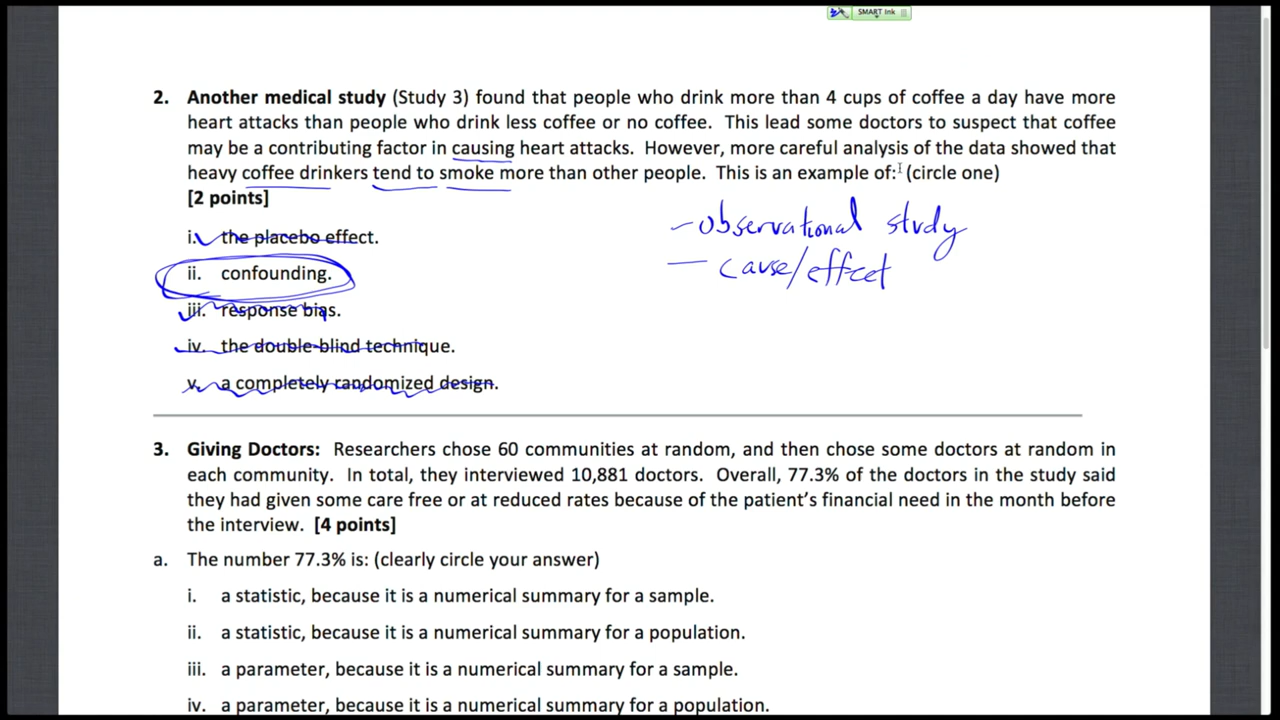 SMART Ink
2. Another medical study (Study 3) found that people who drink more than 4 cups of coffee a day have more
heart attacks than people who drink less coffee or no coffee. This lead some doctors to suspect that coffee
may be a contributing factor in causing heart attacks. However, more careful analysis of the data showed that
heavy coffee drinkers tend to smoke more than other people. This is an example of: (circle one)
[2 points]
- observational study
i. the placebo effect.
- cause/effect
ii. confounding.
iii. response bias.
iv. the double-blind technique.
v. a completely randomized design.
3. Giving Doctors: Researchers chose 60 communities at random, and then chose some doctors at random in
each community. In total, they interviewed 10,881 doctors. Overall, 77.3% of the doctors in the study said
they had given some care free or at reduced rates because of the patient's financial need in the month before
the interview. [4 points]
a. The number 77.3% is: (clearly circle your answer)
i. a statistic, because it is a numerical summary for a sample.
ii. a statistic, because it is a numerical summary for a population.
iii. a parameter, because it is a numerical summary for a sample.
iv. a parameter, because it is a numerical summary for a population.